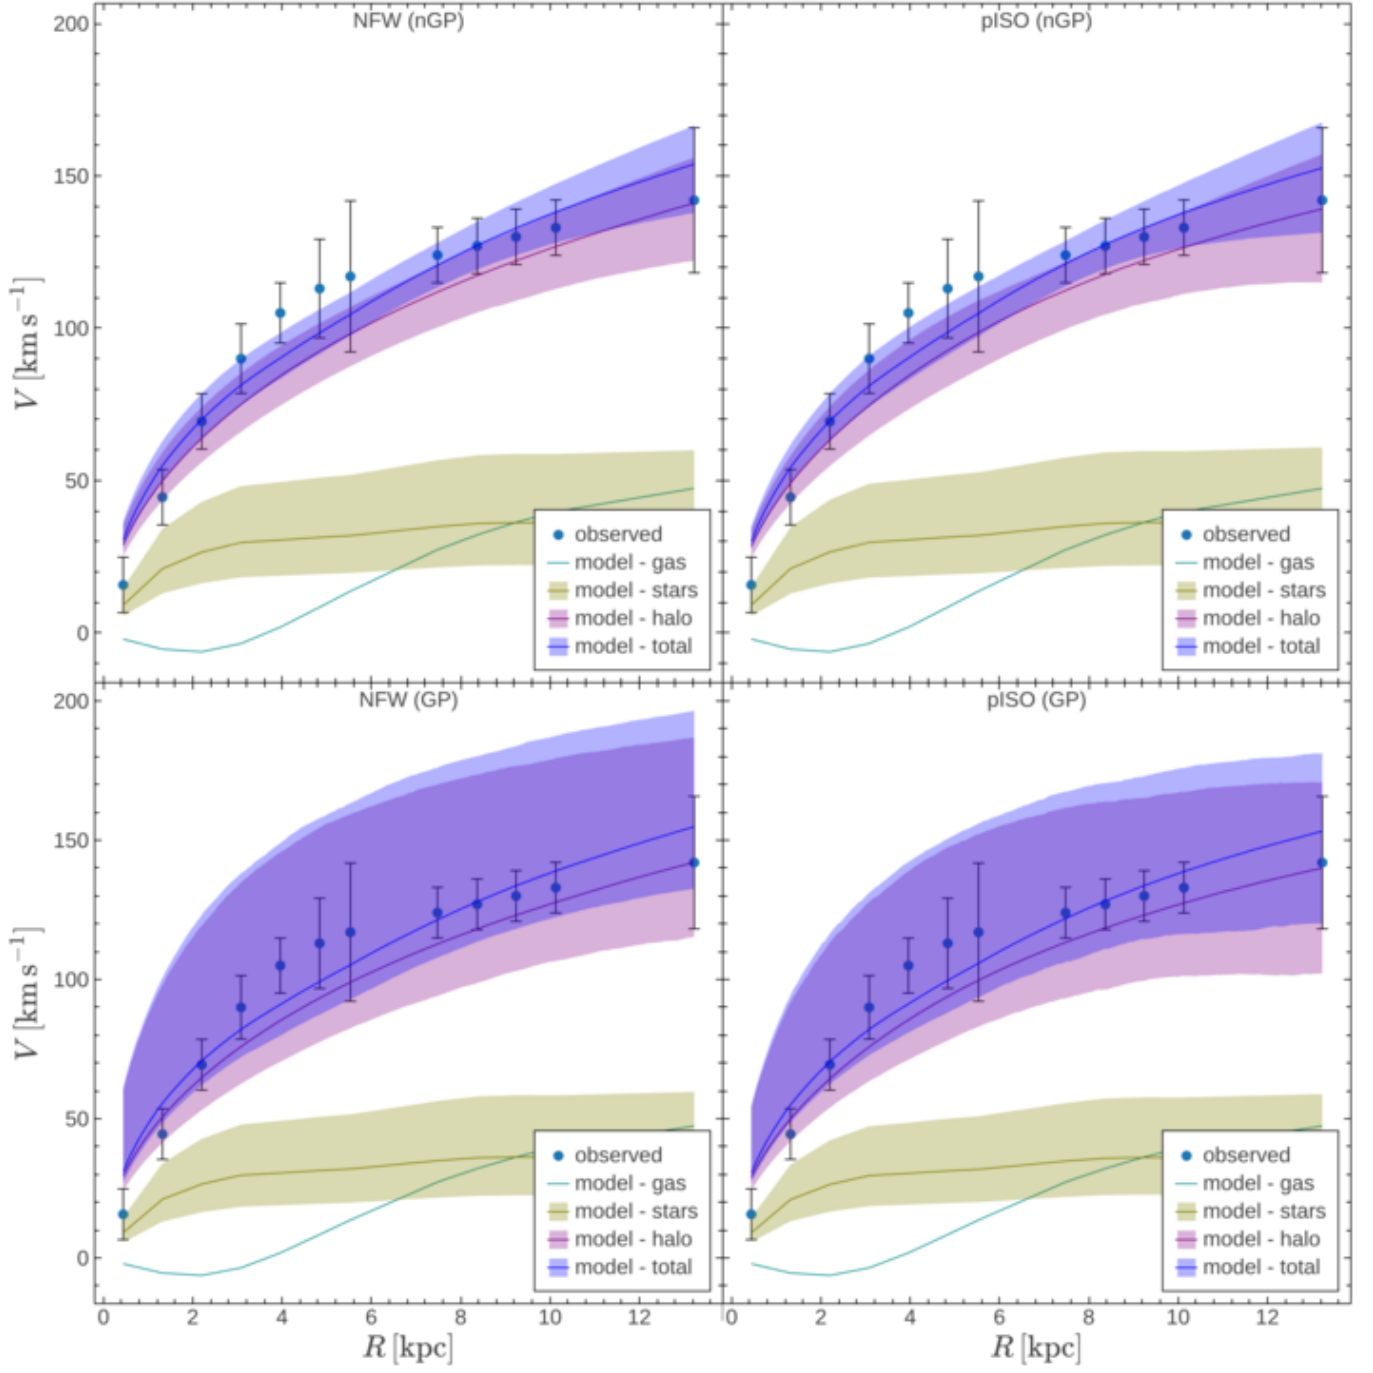 NFW (nGP)
pISO (nGP)
200
150
100
50
0
V [km s⁻¹]
observed
model - gas
model - stars
model - halo
model - total
observed
model - gas
model - stars
model - halo
model - total
NFW (GP)
pISO (GP)
200
150
100
50
0
V [km s⁻¹]
observed
model - gas
model - stars
model - halo
model - total
observed
model - gas
model - stars
model - halo
model - total
0 2 4 6 8 10 12
0 2 4 6 8 10 12
R [kpc]
R [kpc]